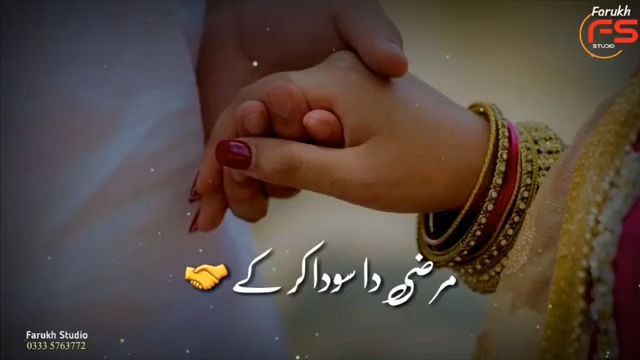 Farukh
FS
STUDIO
مرضی دا سودا کر کے 🤝
Farukh Studio
0333 5763772